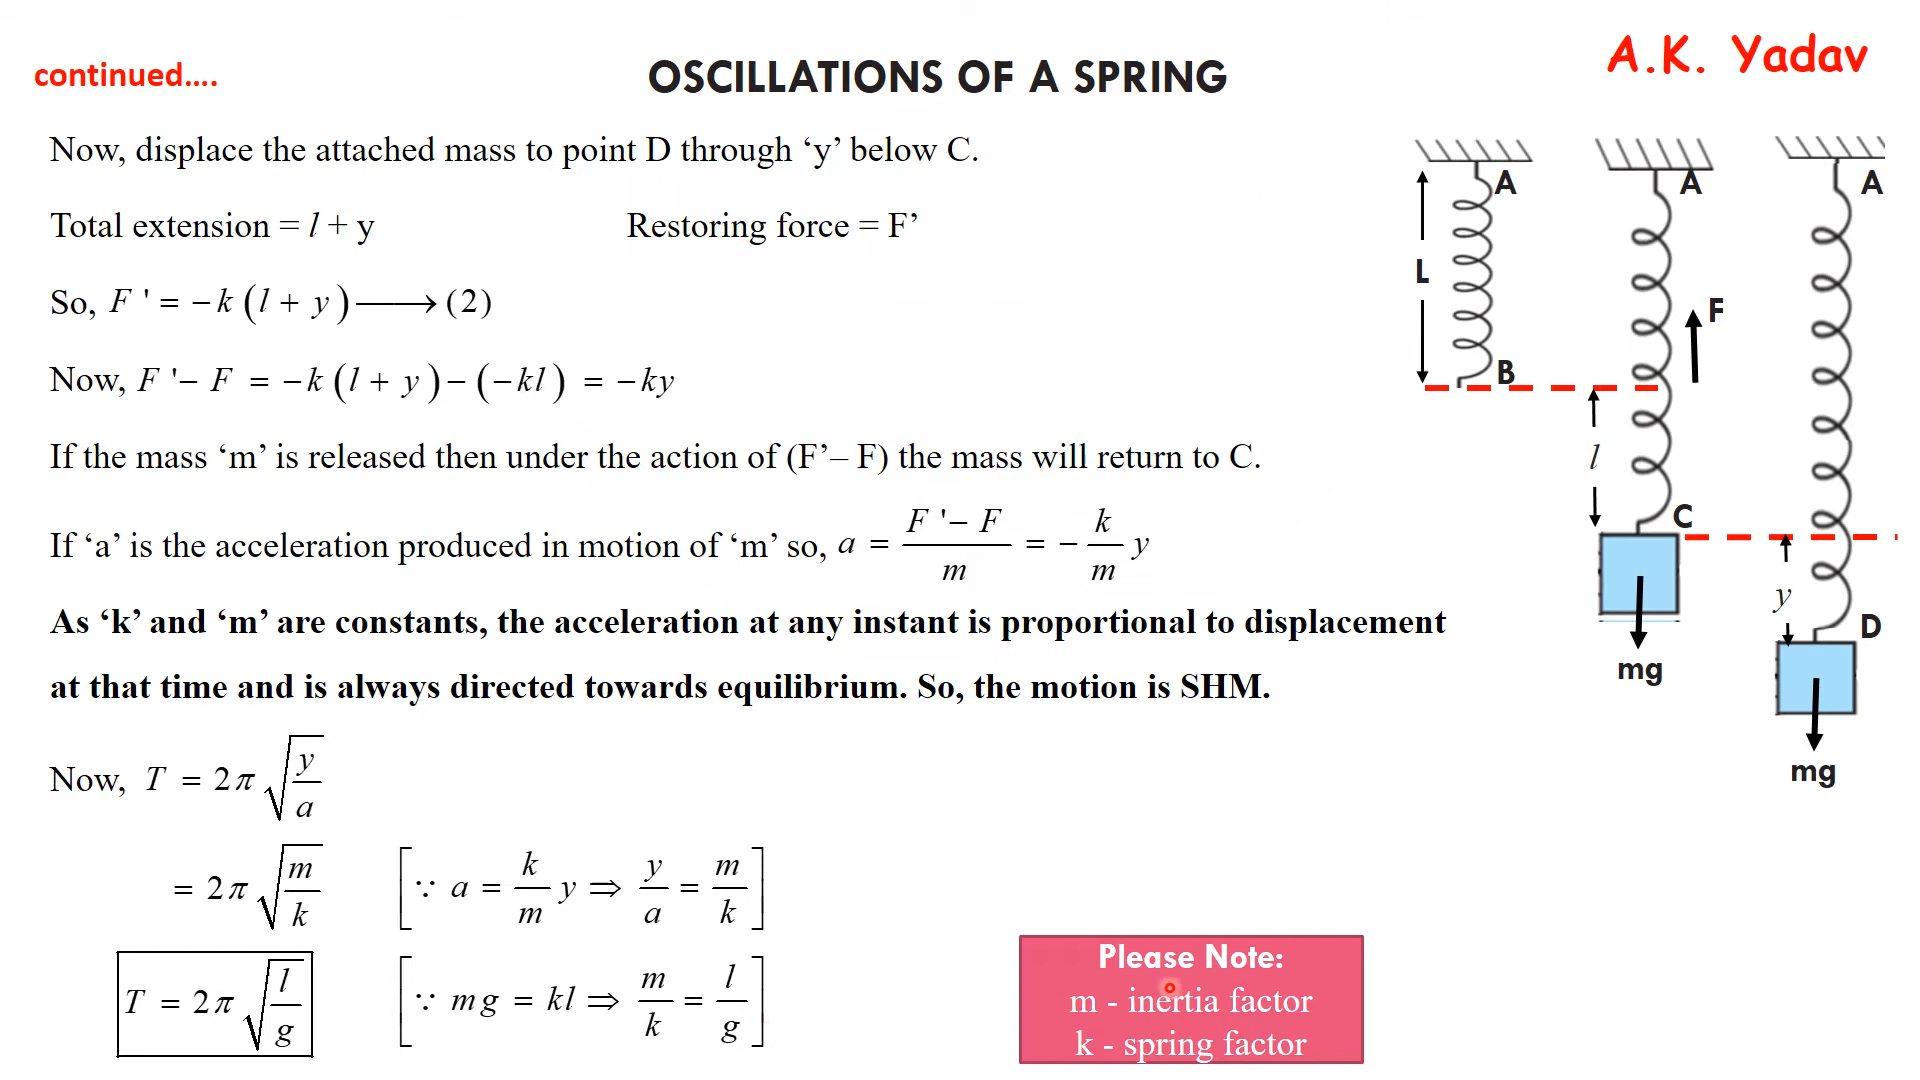 continued....
OSCILLATIONS OF A SPRING
A.K. Yadav
Now, displace the attached mass to point D through ‘y’ below C.
Total extension = l + y
Restoring force = F’
So, F ' = −k (l + y) ⟶ (2)
Now, F '− F = −k (l + y) − (−kl) = −ky
If the mass ‘m’ is released then under the action of (F’– F) the mass will return to C.
If ‘a’ is the acceleration produced in motion of ‘m’ so, a = (F '− F)/m = − (k/m) y
As ‘k’ and ‘m’ are constants, the acceleration at any instant is proportional to displacement
at that time and is always directed towards equilibrium. So, the motion is SHM.
Now, T = 2π √(y/a)
= 2π √(m/k) [∵ a = (k/m) y ⇒ y/a = m/k]
T = 2π √(l/g) [∵ mg = kl ⇒ m/k = l/g]
Please Note:
m - inertia factor
k - spring factor
A
A
A
L
F
B
l
C
y
D
mg
mg